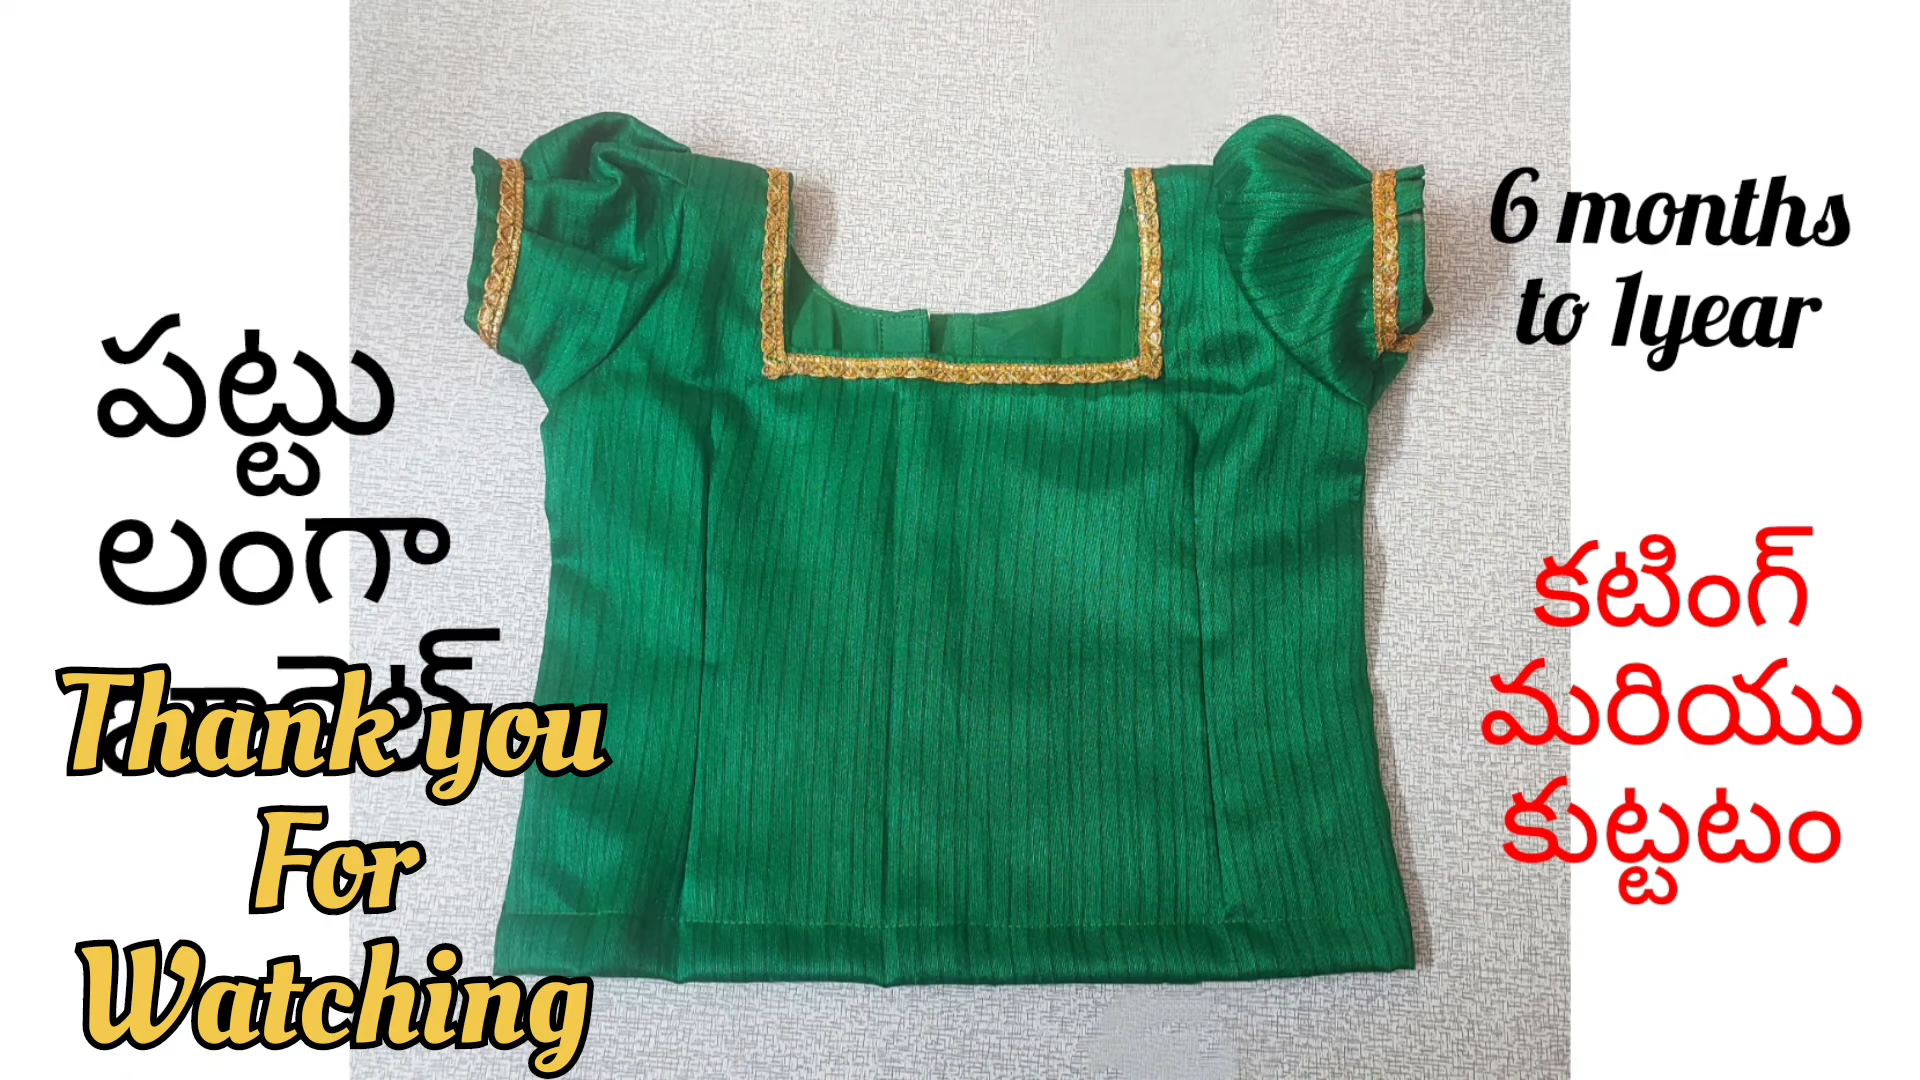 పట్టు
లంగా
6 months
to 1year
కటింగ్
మరియు
కుట్టటం
Thank you
For
Watching